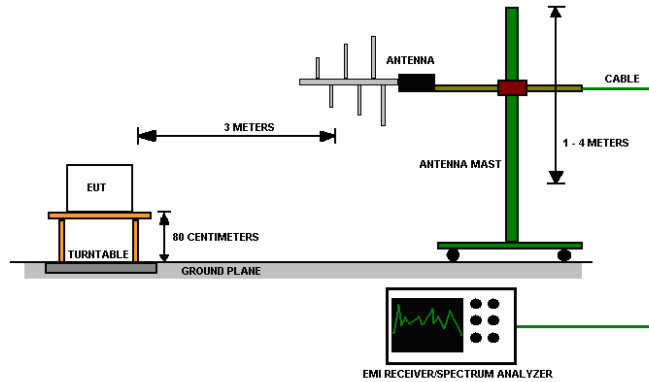 ANTENNA
CABLE
3 METERS
1 - 4 METERS
ANTENNA MAST
EUT
80 CENTIMETERS
TURNTABLE
GROUND PLANE
EMI RECEIVER/SPECTRUM ANALYZER